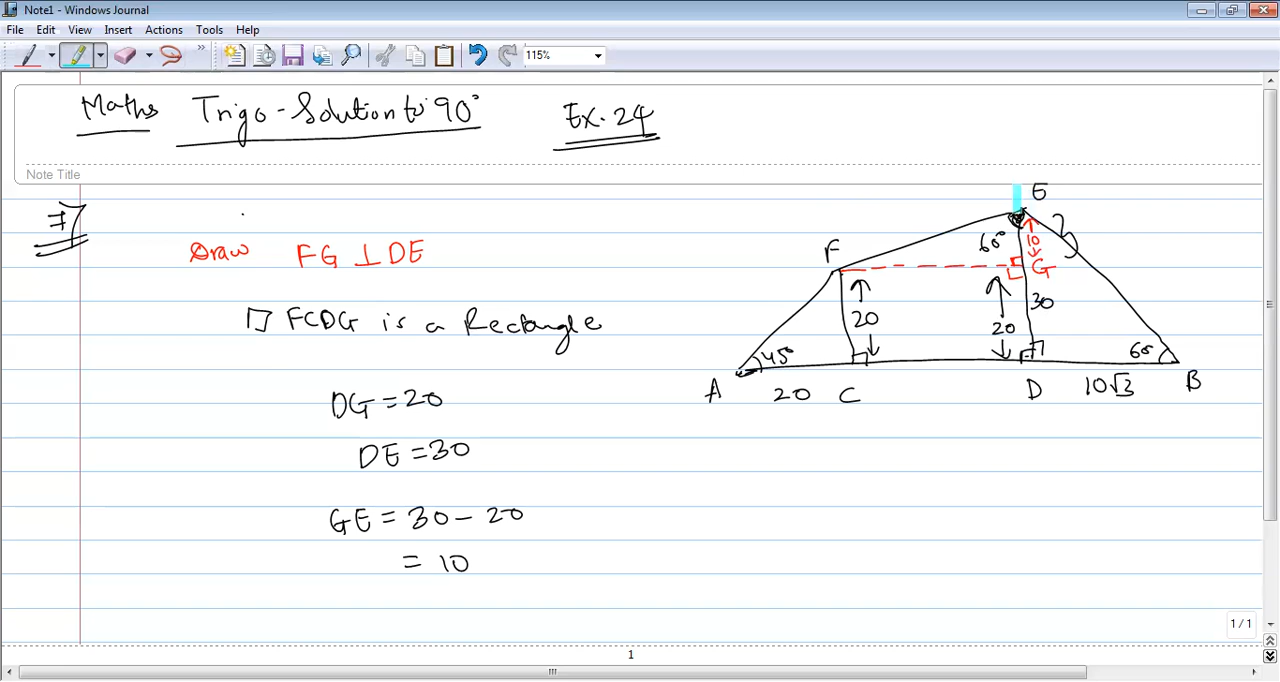 Note1 - Windows Journal
File Edit View Insert Actions Tools Help
115%
Maths Trigo - Solution to 90° Ex. 24
Note Title
7
Draw FG ⊥ DE
□ FCDG is a Rectangle
DG = 20
DE = 30
GE = 30 - 20
= 10
E
F 60° 10
G
20 20 30
45° 60
A 20 C D 10√3 B
1 / 1
1